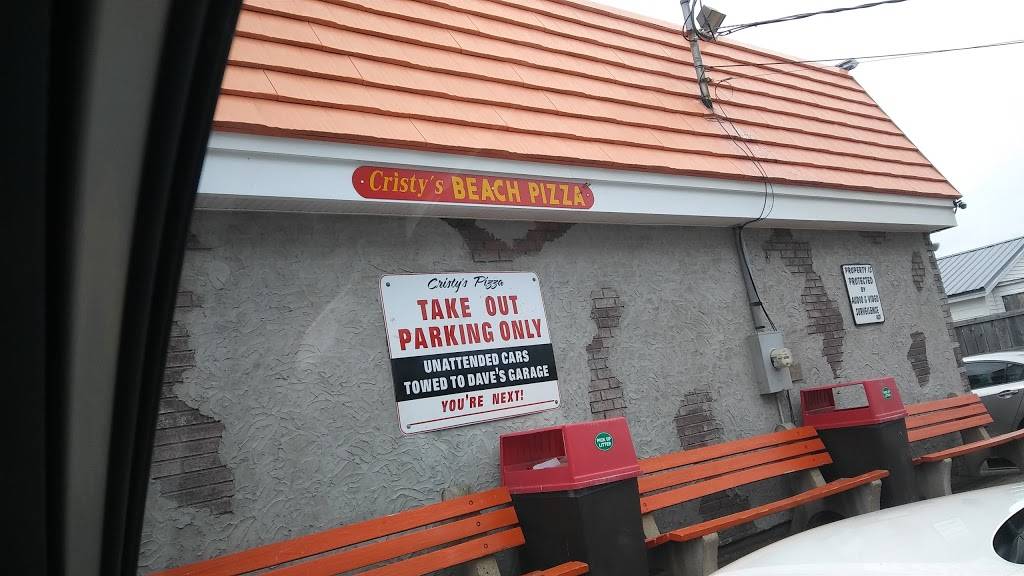 Cristy's BEACH PIZZA
Cristy's Pizza
TAKE OUT
PARKING ONLY
UNATTENDED CARS
TOWED TO DAVE'S GARAGE
YOU'RE NEXT!
PROPERTY IS
PROTECTED
BY
AUDIO & VIDEO
SURVEILLANCE
PICK UP
LITTER